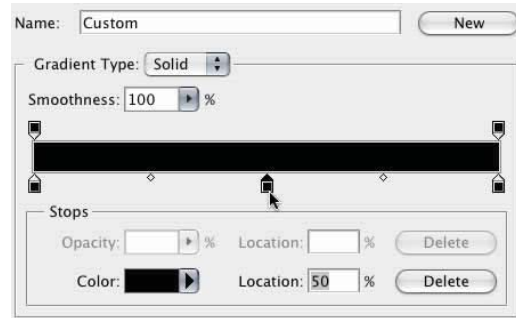 Name: Custom New
Gradient Type: Solid
Smoothness: 100 %
Stops
Opacity: % Location: % Delete
Color: Location: 50 % Delete